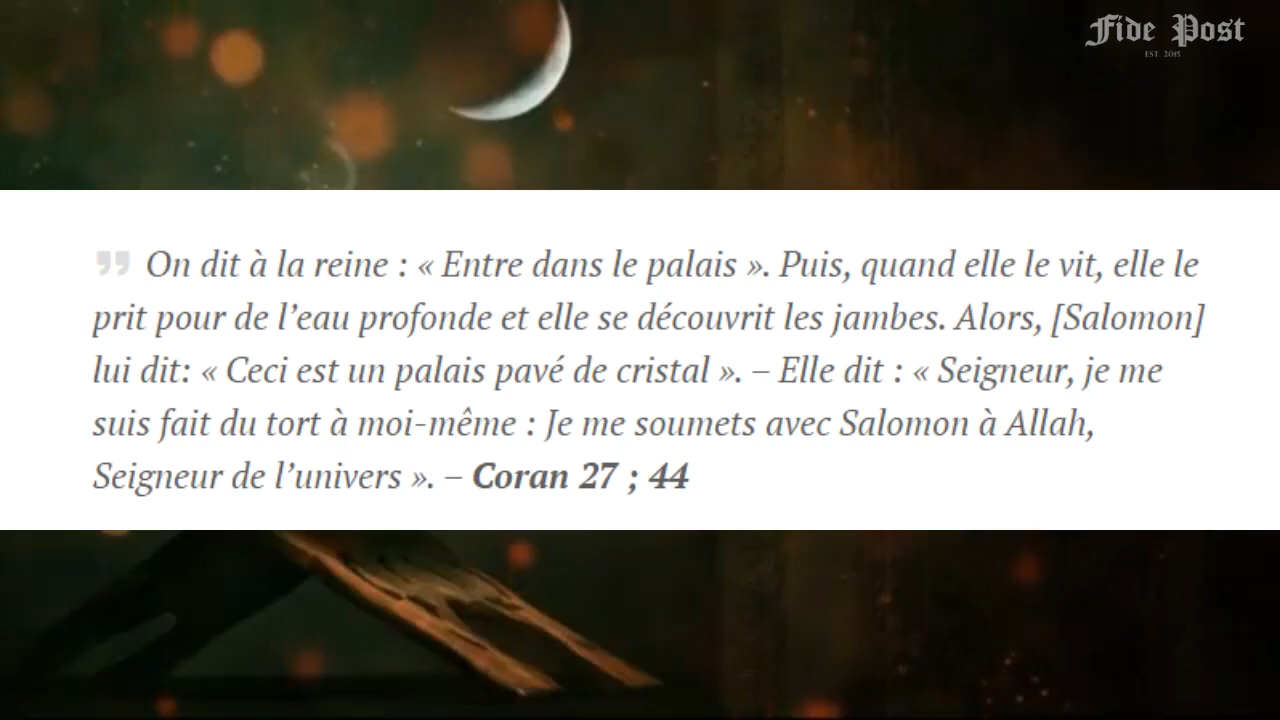 Fide Post
EST. 2015
” On dit à la reine : « Entre dans le palais ». Puis, quand elle le vit, elle le
prit pour de l’eau profonde et elle se découvrit les jambes. Alors, [Salomon]
lui dit: « Ceci est un palais pavé de cristal ». – Elle dit : « Seigneur, je me
suis fait du tort à moi-même : Je me soumets avec Salomon à Allah,
Seigneur de l’univers ». – Coran 27 ; 44